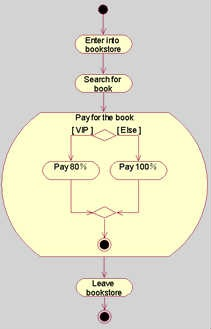 Enter into
bookstore
Search for
book
Pay for the book
[ VIP ]
[ Else ]
Pay 80%
Pay 100%
Leave
bookstore